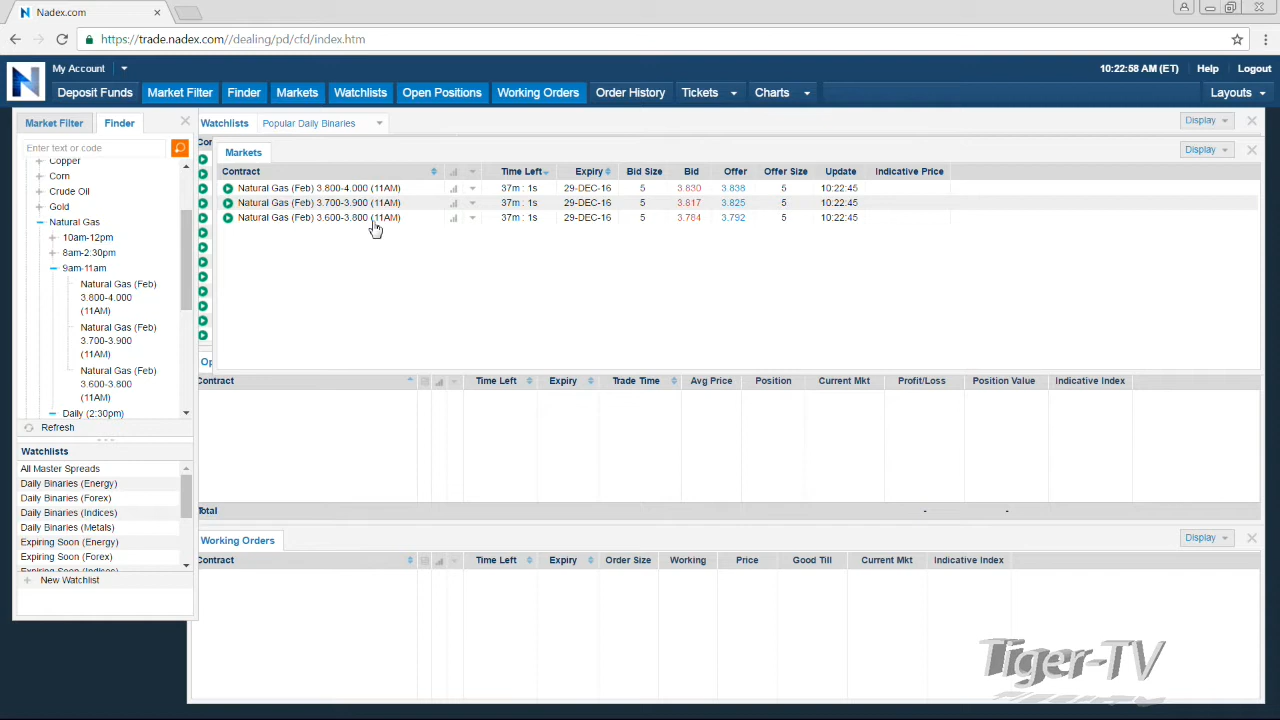 Nadex.com
https://trade.nadex.com//dealing/pd/cfd/index.htm
My Account
10:22:58 AM (ET) Help Logout
Deposit Funds Market Filter Finder Markets Watchlists Open Positions Working Orders Order History Tickets Charts Layouts
Market Filter Finder
Watchlists Popular Daily Binaries Display
Enter text or code
Markets Display
Copper
Corn
Crude Oil
Gold
Natural Gas
10am-12pm
8am-2:30pm
9am-11am
Natural Gas (Feb)
3.800-4.000
(11AM)
Natural Gas (Feb)
3.700-3.900
(11AM)
Natural Gas (Feb)
3.600-3.800
(11AM)
Daily (2:30pm)
Refresh
Watchlists
All Master Spreads
Daily Binaries (Energy)
Daily Binaries (Forex)
Daily Binaries (Indices)
Daily Binaries (Metals)
Expiring Soon (Energy)
Expiring Soon (Forex)
Expiring Soon (Indices)
New Watchlist
Cor
Contract Time Left Expiry Bid Size Bid Offer Offer Size Update Indicative Price
Natural Gas (Feb) 3.800-4.000 (11AM) 37m : 1s 29-DEC-16 5 3.830 3.838 5 10:22:45
Natural Gas (Feb) 3.700-3.900 (11AM) 37m : 1s 29-DEC-16 5 3.817 3.825 5 10:22:45
Natural Gas (Feb) 3.600-3.800 (11AM) 37m : 1s 29-DEC-16 5 3.784 3.792 5 10:22:45
Op
Contract Time Left Expiry Trade Time Avg Price Position Current Mkt Profit/Loss Position Value Indicative Index
Total - -
Working Orders Display
Contract Time Left Expiry Order Size Working Price Good Till Current Mkt Indicative Index
Tiger-TV